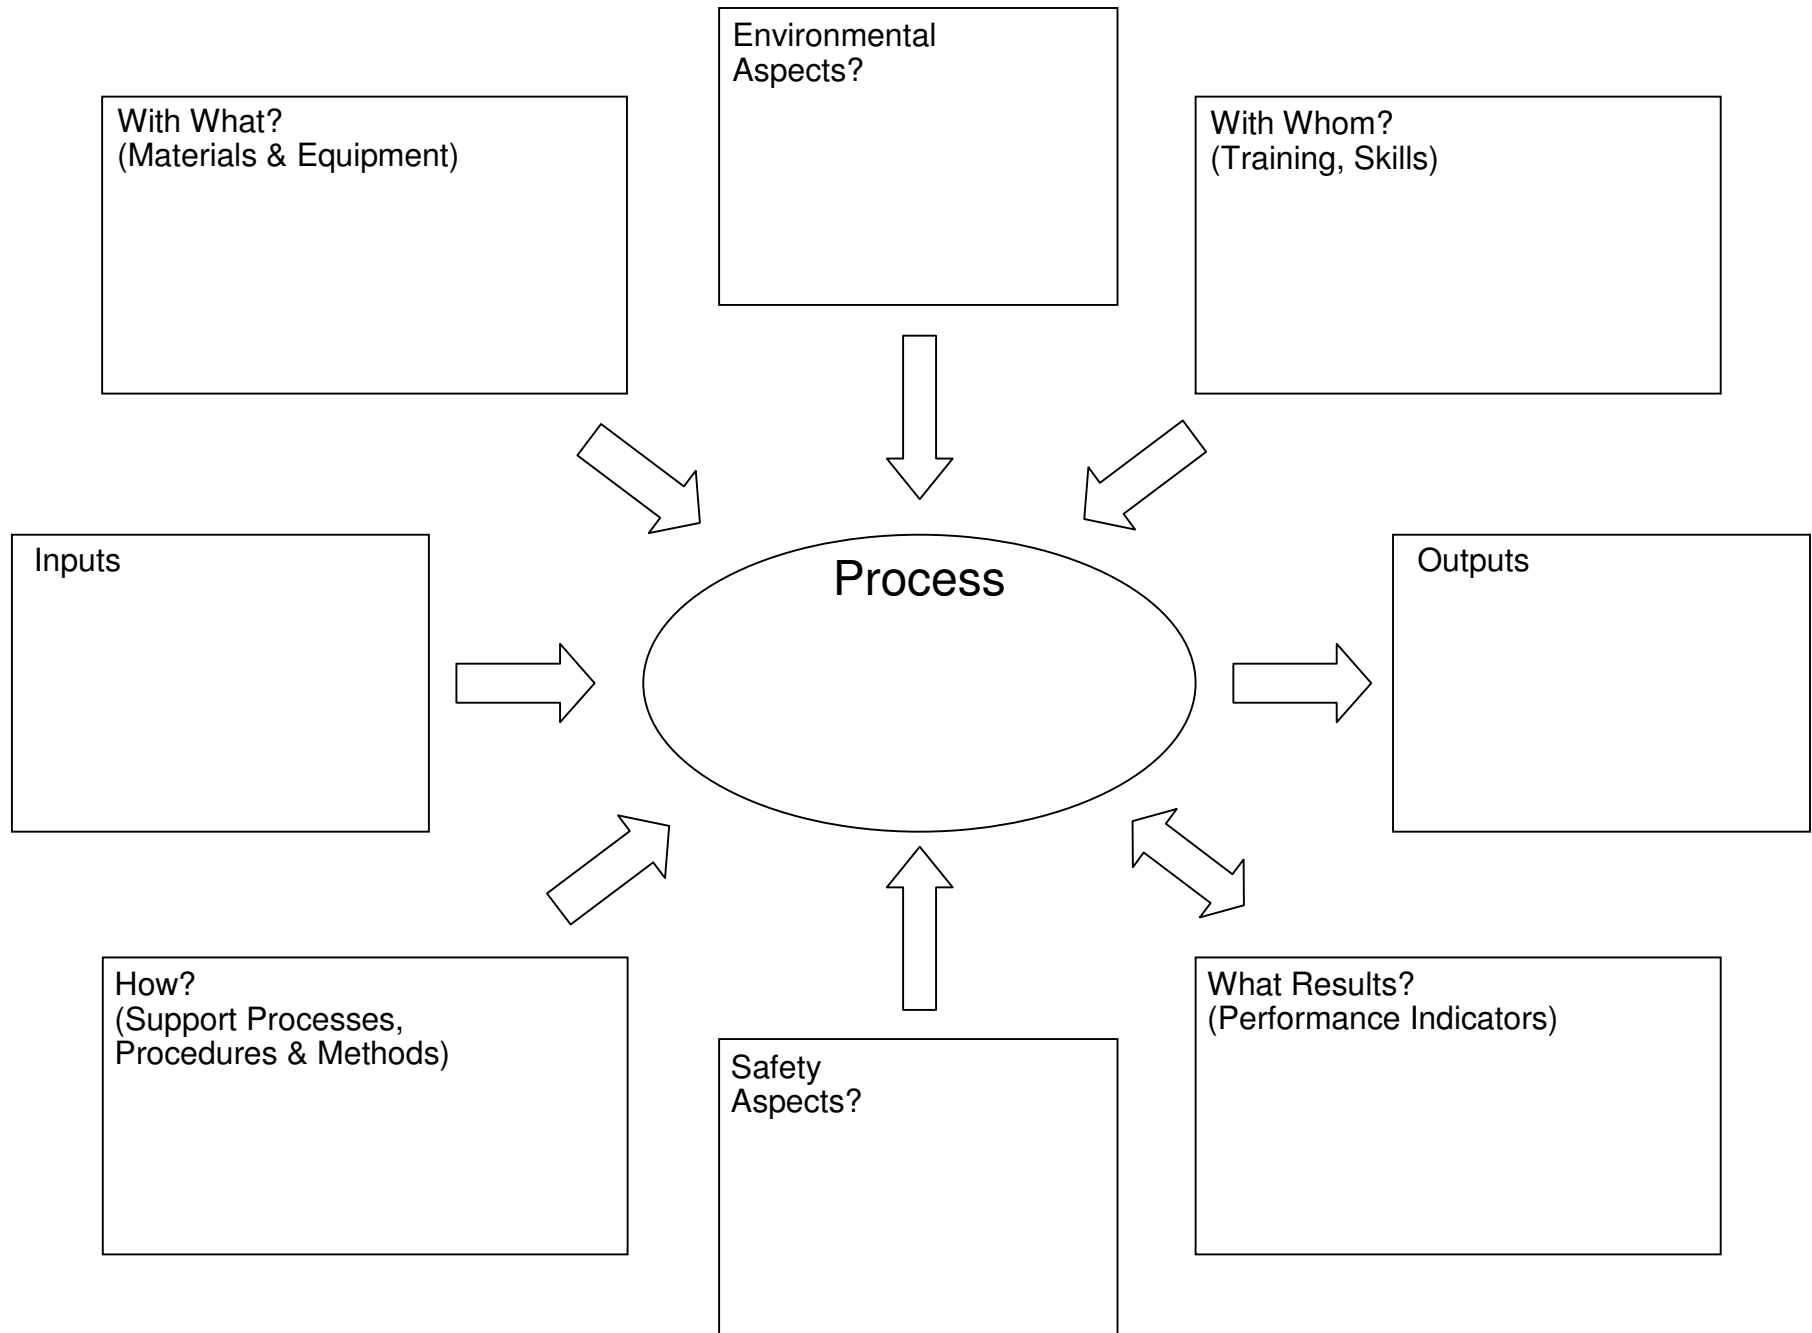 Environmental
Aspects?
With What?
(Materials & Equipment)
With Whom?
(Training, Skills)
Inputs
Process
Outputs
How?
(Support Processes,
Procedures & Methods)
Safety
Aspects?
What Results?
(Performance Indicators)